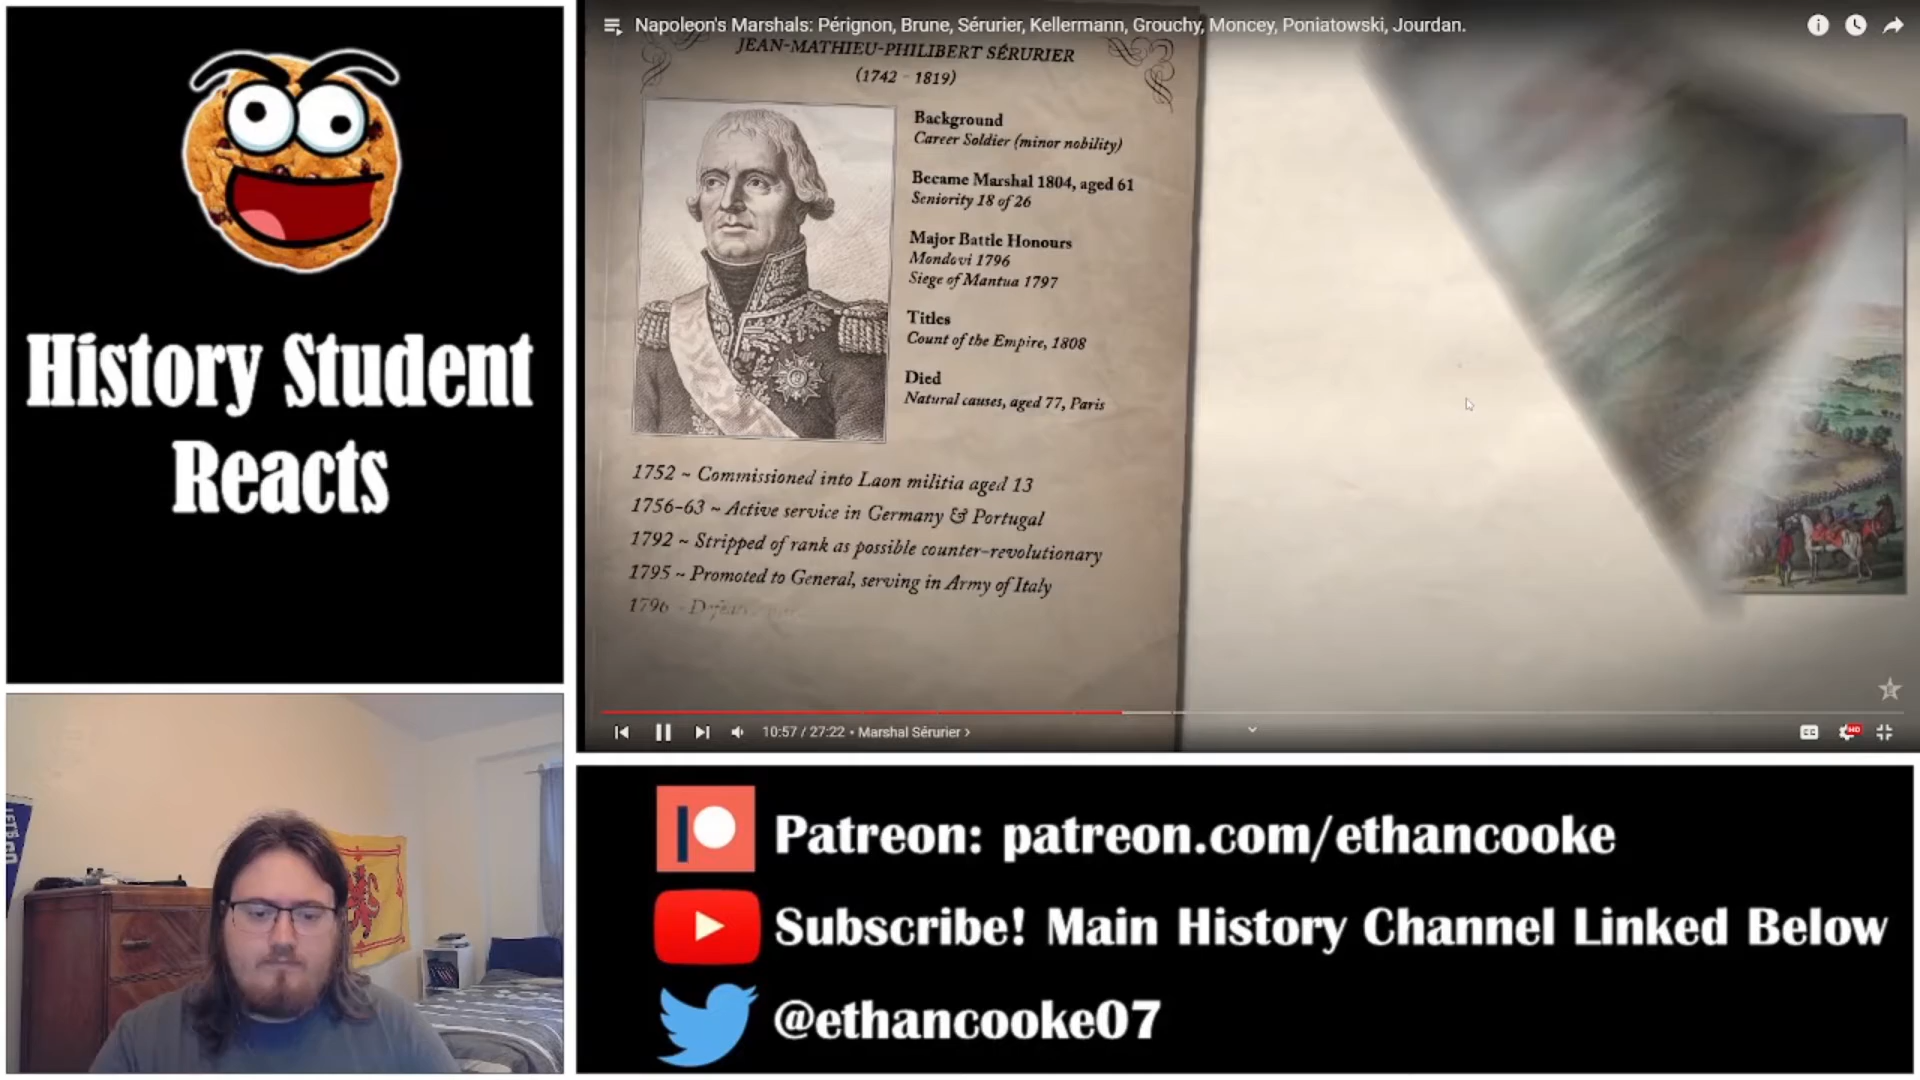 History Student
Reacts
Napoleon's Marshals: Pérignon, Brune, Sérurier, Kellermann, Grouchy, Moncey, Poniatowski, Jourdan.
JEAN-MATHIEU-PHILIBERT SÉRURIER
(1742 - 1819)
Background
Career Soldier (minor nobility)
Became Marshal 1804, aged 61
Seniority 18 of 26
Major Battle Honours
Mondovi 1796
Siege of Mantua 1797
Titles
Count of the Empire, 1808
Died
Natural causes, aged 77, Paris
1752 ~ Commissioned into Laon militia aged 13
1756-63 ~ Active service in Germany & Portugal
1792 ~ Stripped of rank as possible counter-revolutionary
1795 ~ Promoted to General, serving in Army of Italy
1796
10:57 / 27:22 • Marshal Sérurier >
CC
HD
LET'S GO
Patreon: patreon.com/ethancooke
Subscribe! Main History Channel Linked Below
@ethancooke07